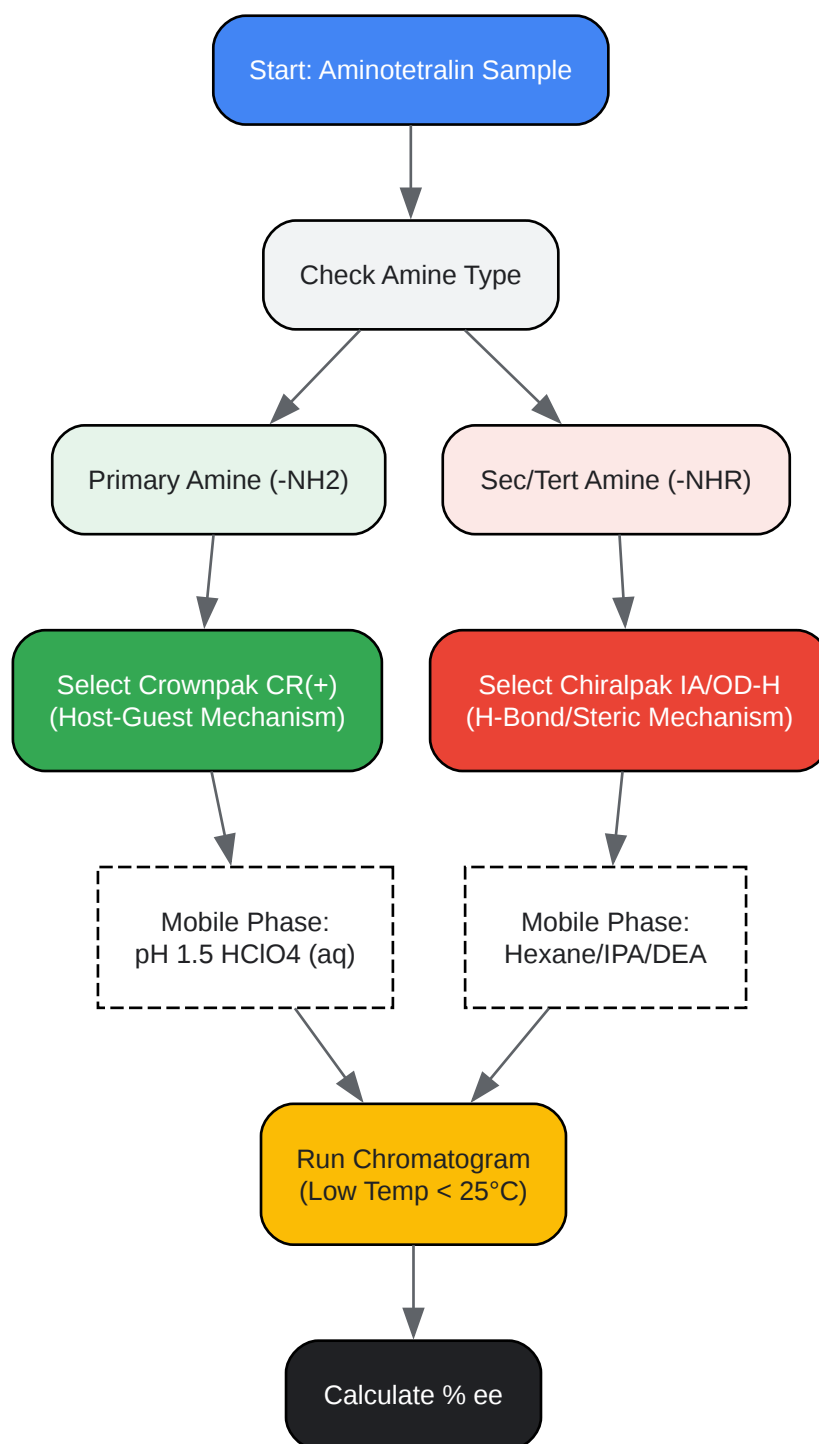 Start: Aminotetralin Sample
Check Amine Type
Primary Amine (-NH2)
Sec/Tert Amine (-NHR)
Select Crownpak CR(+)
(Host-Guest Mechanism)
Select Chiralpak IA/OD-H
(H-Bond/Steric Mechanism)
Mobile Phase:
pH 1.5 HClO4 (aq)
Mobile Phase:
Hexane/IPA/DEA
Run Chromatogram
(Low Temp < 25°C)
Calculate % ee